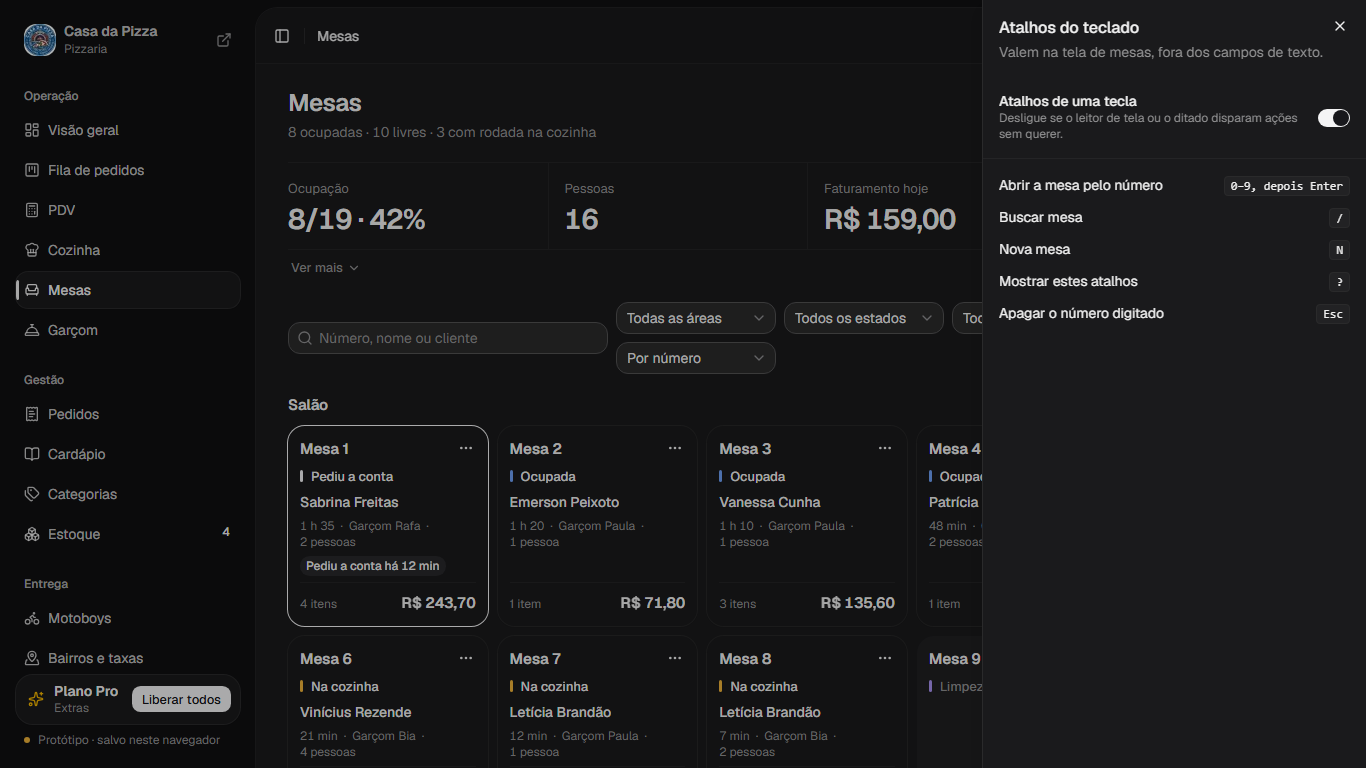 Casa da Pizza
Pizzaria
Operação
Visão geral
Fila de pedidos
PDV
Cozinha
Mesas
Garçom
Gestão
Pedidos
Cardápio
Categorias
Estoque 4
Entrega
Motoboys
Bairros e taxas
Plano Pro
Extras
Liberar todos
Protótipo · salvo neste navegador
Mesas
Mesas
8 ocupadas · 10 livres · 3 com rodada na cozinha
Ocupação
8/19 · 42%
Pessoas
16
Faturamento hoje
R$ 159,00
Ver mais
Número, nome ou cliente
Todas as áreas
Todos os estados
Por número
Salão
Mesa 1
Pediu a conta
Sabrina Freitas
1 h 35 · Garçom Rafa ·
2 pessoas
Pediu a conta há 12 min
4 itens R$ 243,70
Mesa 2
Ocupada
Emerson Peixoto
1 h 20 · Garçom Paula ·
1 pessoa
1 item R$ 71,80
Mesa 3
Ocupada
Vanessa Cunha
1 h 10 · Garçom Paula ·
1 pessoa
3 itens R$ 135,60
Mesa 4
Ocupa
Patrícia
48 min ·
2 pessoas
1 item
Mesa 6
Na cozinha
Vinícius Rezende
21 min · Garçom Bia ·
4 pessoas
Mesa 7
Na cozinha
Letícia Brandão
12 min · Garçom Paula ·
1 pessoa
Mesa 8
Na cozinha
Letícia Brandão
7 min · Garçom Bia ·
2 pessoas
Mesa 9
Limpez
Atalhos do teclado
Valem na tela de mesas, fora dos campos de texto.
Atalhos de uma tecla
Desligue se o leitor de tela ou o ditado disparam ações
sem querer.
Abrir a mesa pelo número 0–9, depois Enter
Buscar mesa /
Nova mesa N
Mostrar estes atalhos ?
Apagar o número digitado Esc